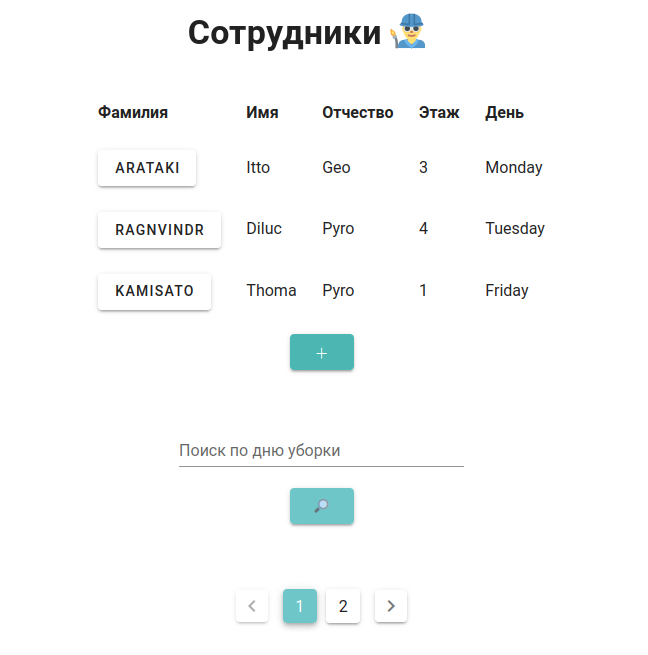 Сотрудники
Фамилия Имя Отчество Этаж День
ARATAKI Itto Geo 3 Monday
RAGNVINDR Diluc Pyro 4 Tuesday
KAMISATO Thoma Pyro 1 Friday
+
Поиск по дню уборки
1 2